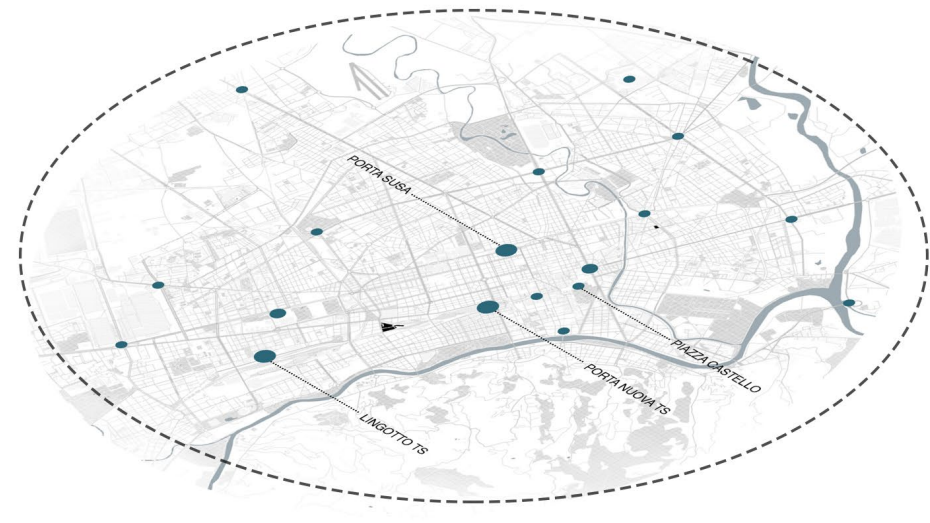 PORTA SUSA
PIAZZA CASTELLO
PORTA NUOVA TS
LINGOTTO TS